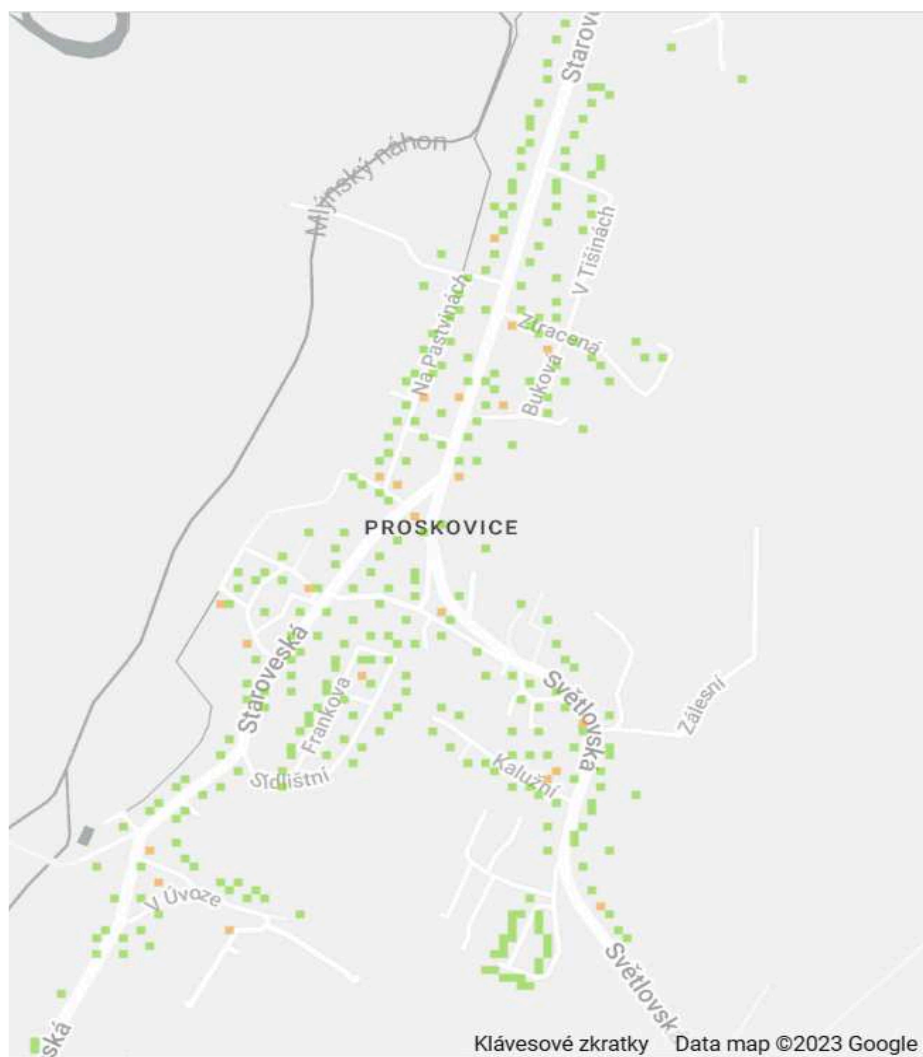 Starov
Mlýnský náhon
V Tišinách
Ztracená
Na Pastvinách
Buková
PROSKOVICE
Staroveská
Frankova
Světlovská
Zálesní
Sídlištní
Kalužní
V Úvoze
Světlovsk
ská
Klávesové zkratky Data map ©2023 Google